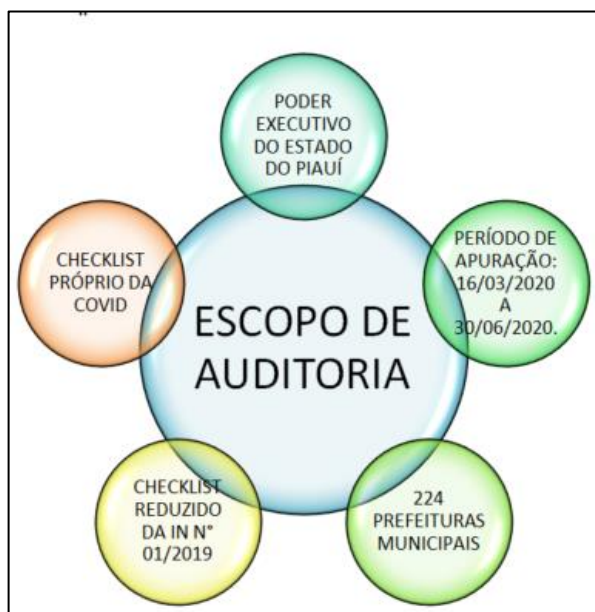 PODER
EXECUTIVO
DO ESTADO
DO PIAUÍ
CHECKLIST
PRÓPRIO DA
COVID
PERÍODO DE
APURAÇÃO:
16/03/2020
A
30/06/2020.
ESCOPO DE
AUDITORIA
CHECKLIST
REDUZIDO
DA IN N°
01/2019
224
PREFEITURAS
MUNICIPAIS